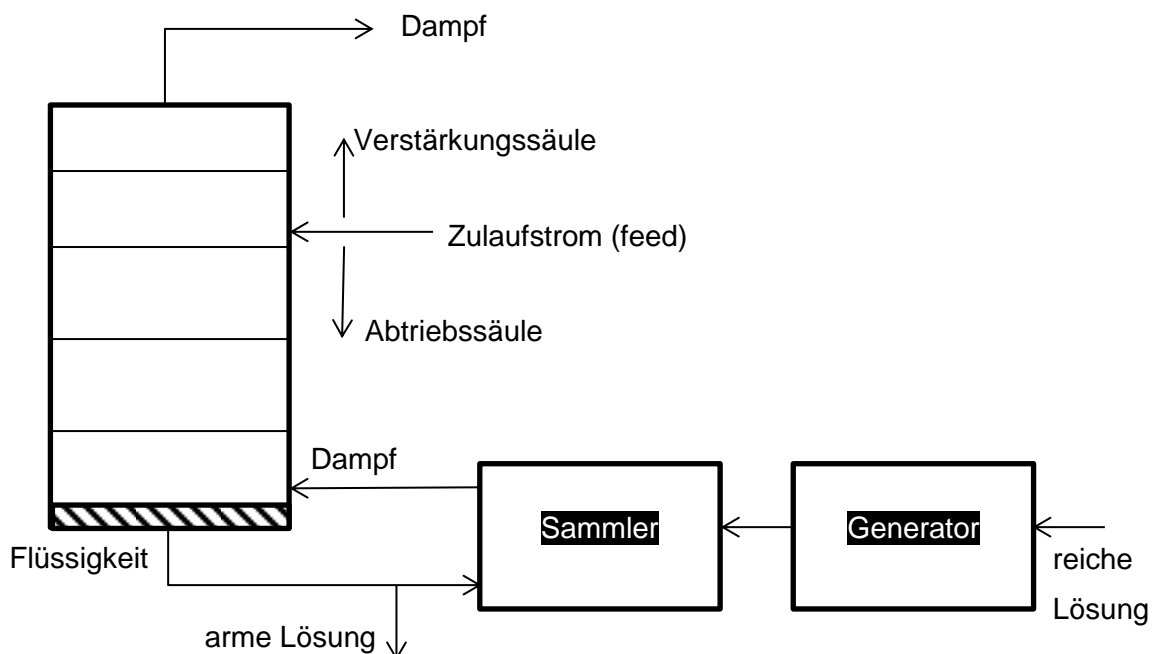 Dampf
Verstärkungssäule
Zulaufstrom (feed)
Abtriebssäule
Dampf
Sammler
Generator
Flüssigkeit
reiche
Lösung
arme Lösung